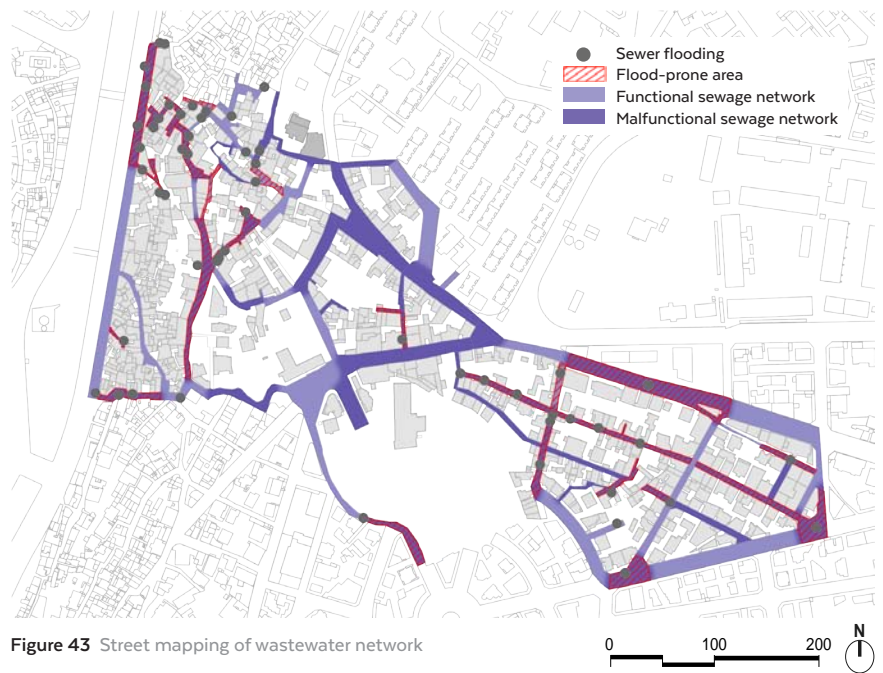 Sewer flooding
Flood-prone area
Functional sewage network
Malfunctional sewage network
Figure 43 Street mapping of wastewater network
0 100 200
N